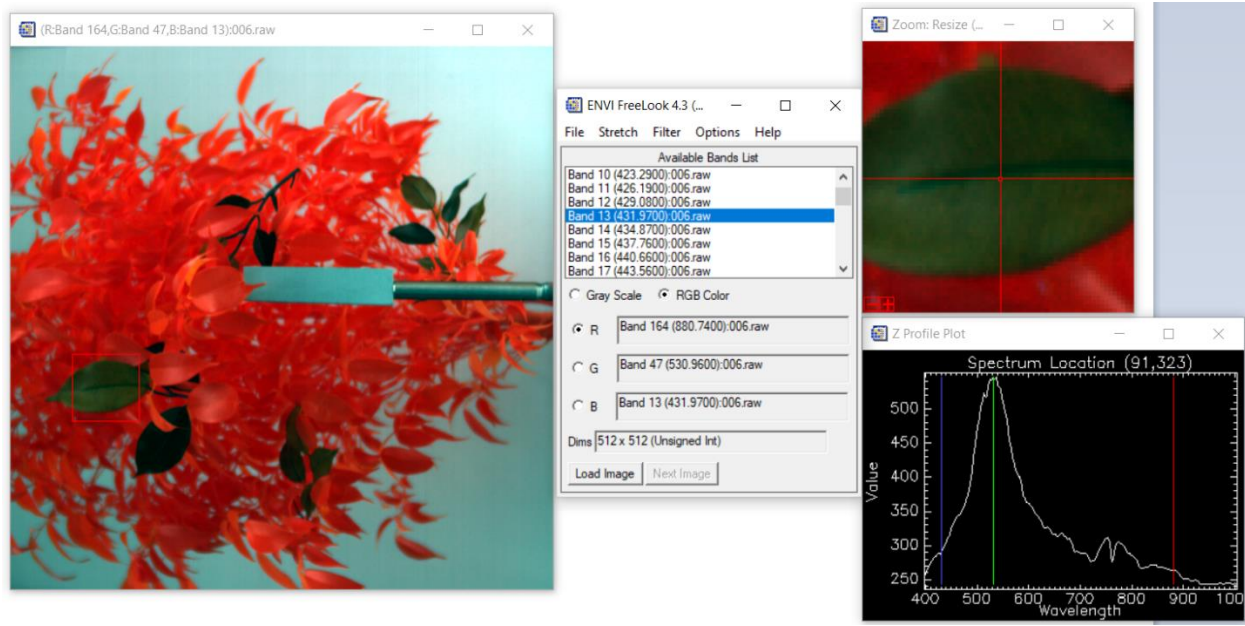 (R:Band 164,G:Band 47,B:Band 13):006.raw
ENVI FreeLook 4.3 (...
File Stretch Filter Options Help
Available Bands List
Band 10 (423.2900):006.raw
Band 11 (426.1900):006.raw
Band 12 (429.0800):006.raw
Band 13 (431.9700):006.raw
Band 14 (434.8700):006.raw
Band 15 (437.7600):006.raw
Band 16 (440.6600):006.raw
Band 17 (443.5600):006.raw
Gray Scale RGB Color
R Band 164 (880.7400):006.raw
G Band 47 (530.9600):006.raw
B Band 13 (431.9700):006.raw
Dims 512 x 512 (Unsigned Int)
Load Image Next Image
Zoom: Resize (...
Z Profile Plot
Spectrum Location (91,323)
500
450
400
350
300
250
Value
400 500 600 700 800 900 100
Wavelength